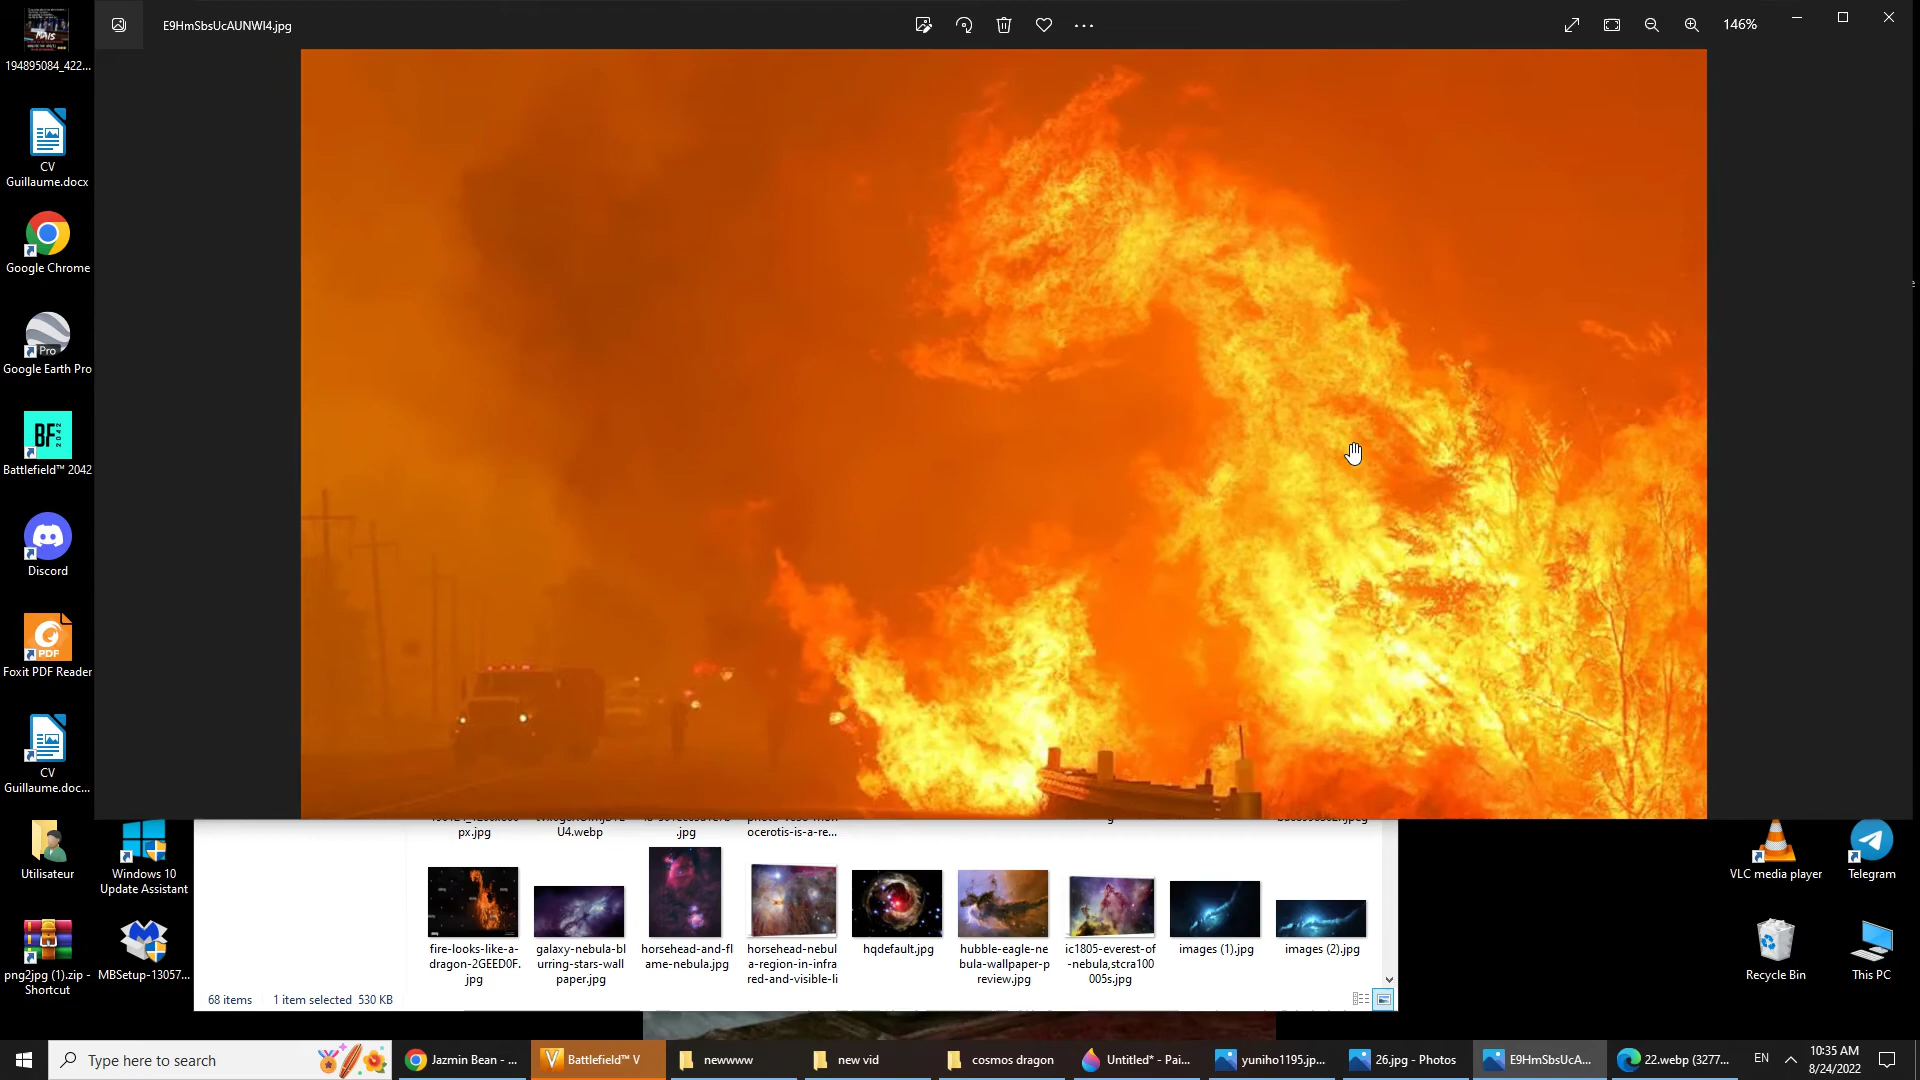 E9HmSbsUcAUNWI4.jpg
146%
194895084_422...
CV
Guillaume.docx
Google Chrome
Pro
Google Earth Pro
BF
2042
Battlefield™ 2042
Discord
PDF
Foxit PDF Reader
CV
Guillaume.doc...
Utilisateur
Windows 10
Update Assistant
png2jpg (1).zip -
Shortcut
MBSetup-13057...
px.jpg
U4.webp
.jpg
ocerotis-is-a-re...
fire-looks-like-a-
dragon-2GEED0F.
jpg
galaxy-nebula-bl
urring-stars-wall
paper.jpg
horsehead-and-fl
ame-nebula.jpg
horsehead-nebul
a-region-in-infra
red-and-visible-li
hqdefault.jpg
hubble-eagle-ne
bula-wallpaper-p
review.jpg
ic1805-everest-of
-nebula,stcra100
005s.jpg
images (1).jpg
images (2).jpg
68 items
1 item selected 530 KB
VLC media player
Telegram
Recycle Bin
This PC
Type here to search
Jazmin Bean - ...
Battlefield™ V
newwww
new vid
cosmos dragon
Untitled* - Pai...
yuniho1195.jp...
26.jpg - Photos
E9HmSbsUcA...
22.webp (3277...
EN
10:35 AM
8/24/2022